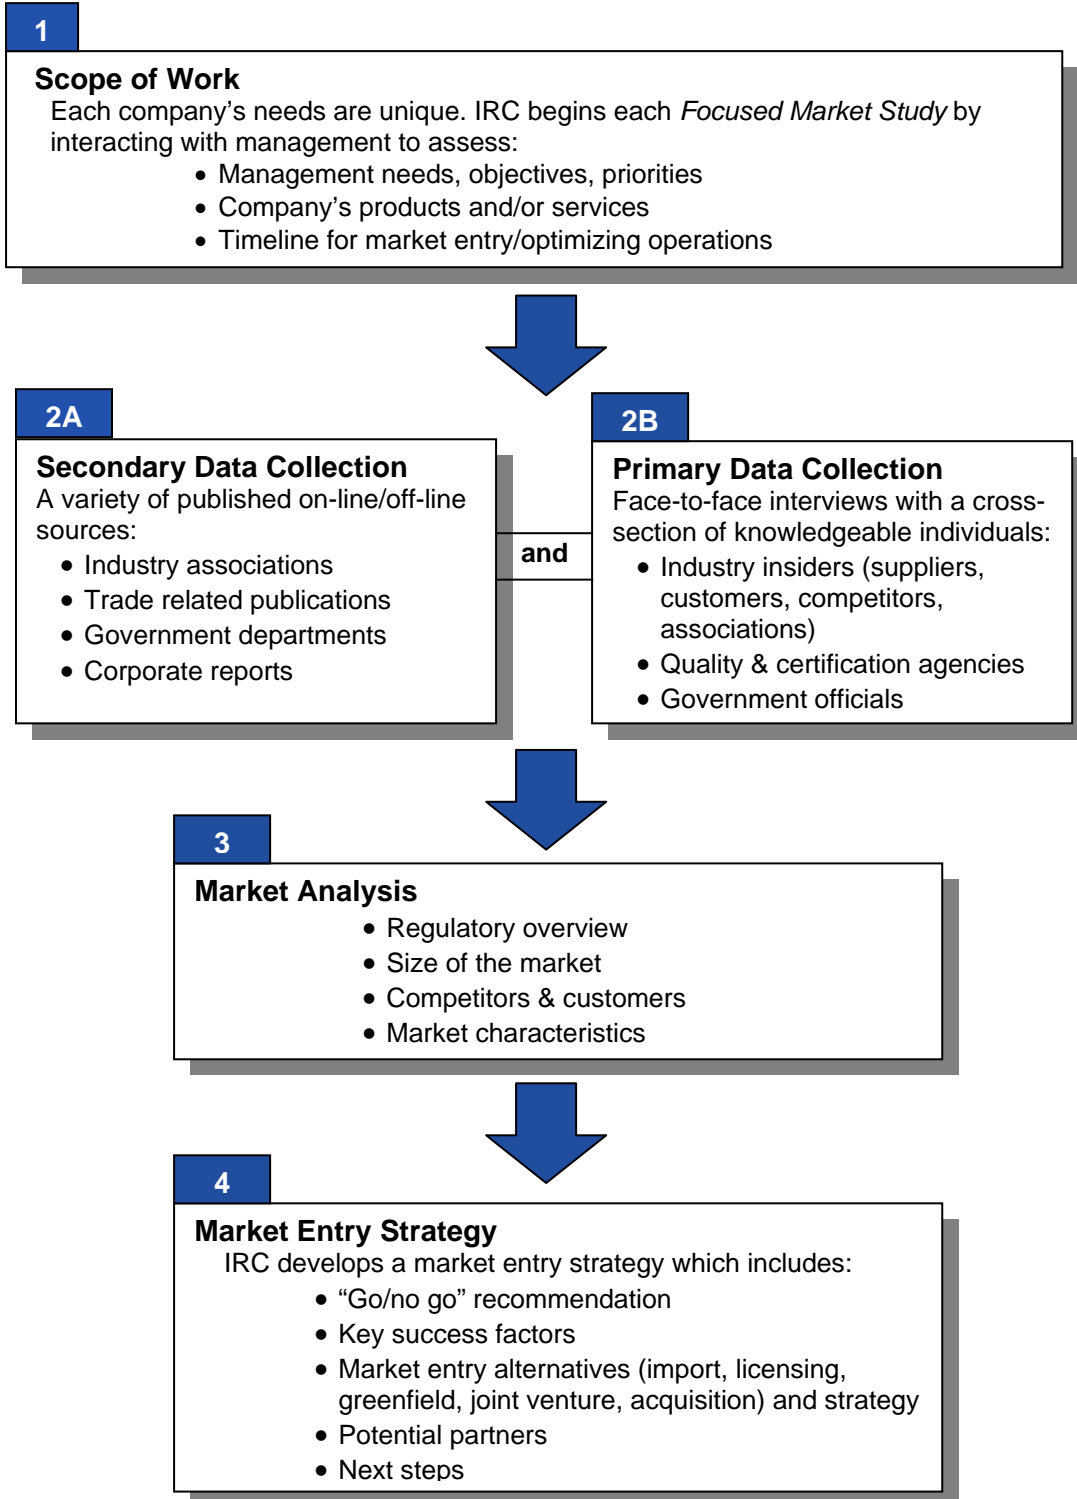 1
Scope of Work
Each company’s needs are unique. IRC begins each Focused Market Study by
interacting with management to assess:
• Management needs, objectives, priorities
• Company’s products and/or services
• Timeline for market entry/optimizing operations
2A
Secondary Data Collection
A variety of published on-line/off-line
sources:
• Industry associations
• Trade related publications
• Government departments
• Corporate reports
and
2B
Primary Data Collection
Face-to-face interviews with a cross-
section of knowledgeable individuals:
• Industry insiders (suppliers,
customers, competitors,
associations)
• Quality & certification agencies
• Government officials
3
Market Analysis
• Regulatory overview
• Size of the market
• Competitors & customers
• Market characteristics
4
Market Entry Strategy
IRC develops a market entry strategy which includes:
• “Go/no go” recommendation
• Key success factors
• Market entry alternatives (import, licensing,
greenfield, joint venture, acquisition) and strategy
• Potential partners
• Next steps